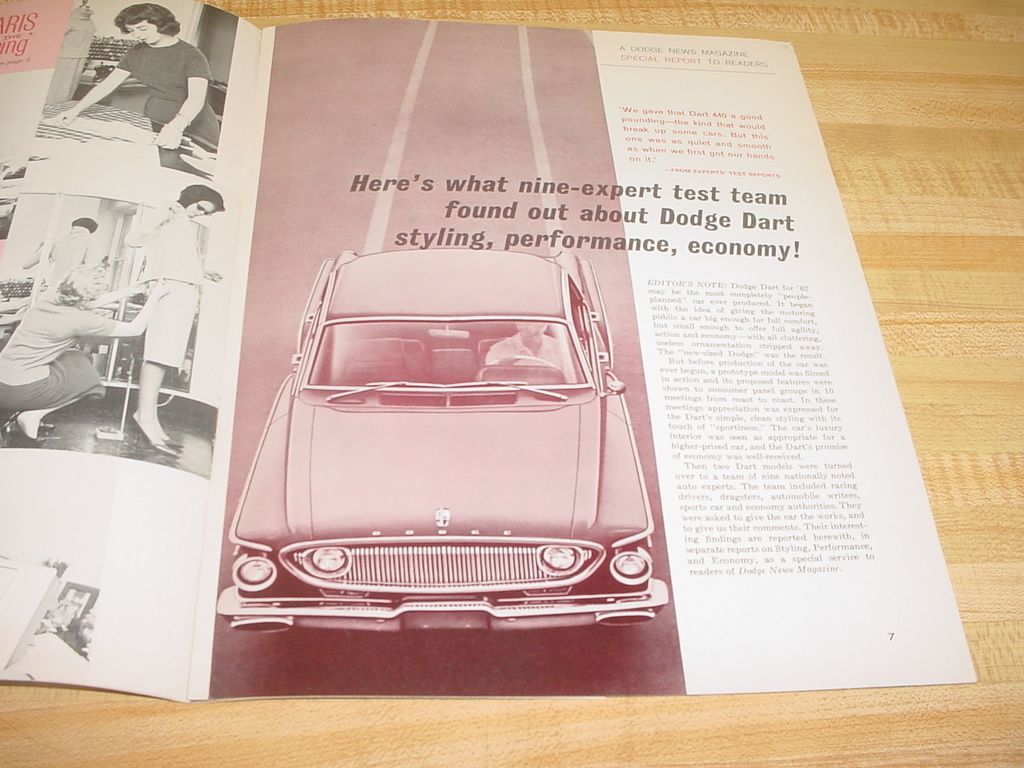 ARIS
THE
ing
page 3
A DODGE NEWS MAGAZINE
SPECIAL REPORT TO READERS
'We gave that Dart 440 a good
pounding—the kind that would
break up some cars. But this
one was as quiet and smooth
as when we first got our hands
on it.'
—FROM EXPERTS' TEST REPORTS
Here's what nine-expert test team
found out about Dodge Dart
styling, performance, economy!
EDITOR'S NOTE: Dodge Dart for '62
may be the most completely "people-
planned" car ever produced. It began
with the idea of giving the motoring
public a car big enough for full comfort,
but small enough to offer full agility,
action and economy—with all cluttering,
useless ornamentation stripped away.
The "new-sized Dodge" was the result.
But before production of the car was
ever begun, a prototype model was filmed
in action and its proposed features were
shown to consumer panel groups in 10
meetings from coast to coast. In these
meetings appreciation was expressed for
the Dart's simple, clean styling with its
touch of "sportiness." The car's luxury
interior was seen as appropriate for a
higher-priced car, and the Dart's promise
of economy was well-received.
Then two Dart models were turned
over to a team of nine nationally noted
auto experts. The team included racing
drivers, dragsters, automobile writers,
sports car and economy authorities. They
were asked to give the car the works, and
to give us their comments. Their interest-
ing findings are reported herewith, in
separate reports on Styling, Performance,
and Economy, as a special service to
readers of Dodge News Magazine.
DODGE
7